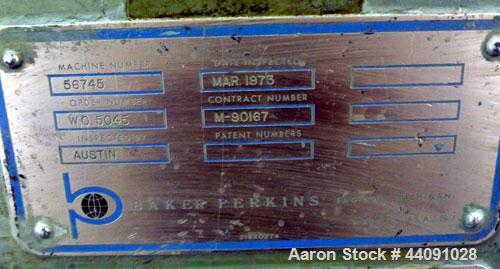 MACHINE NUMBER DATE INSPECTED
56745 MAR. 1973
ORDER NUMBER CONTRACT NUMBER
W.O. 5045 M-90167
INSPECTED BY PATENT NUMBERS
AUSTIN
BAKER PERKINS MICHIGAN
Aaron Stock # 44091028